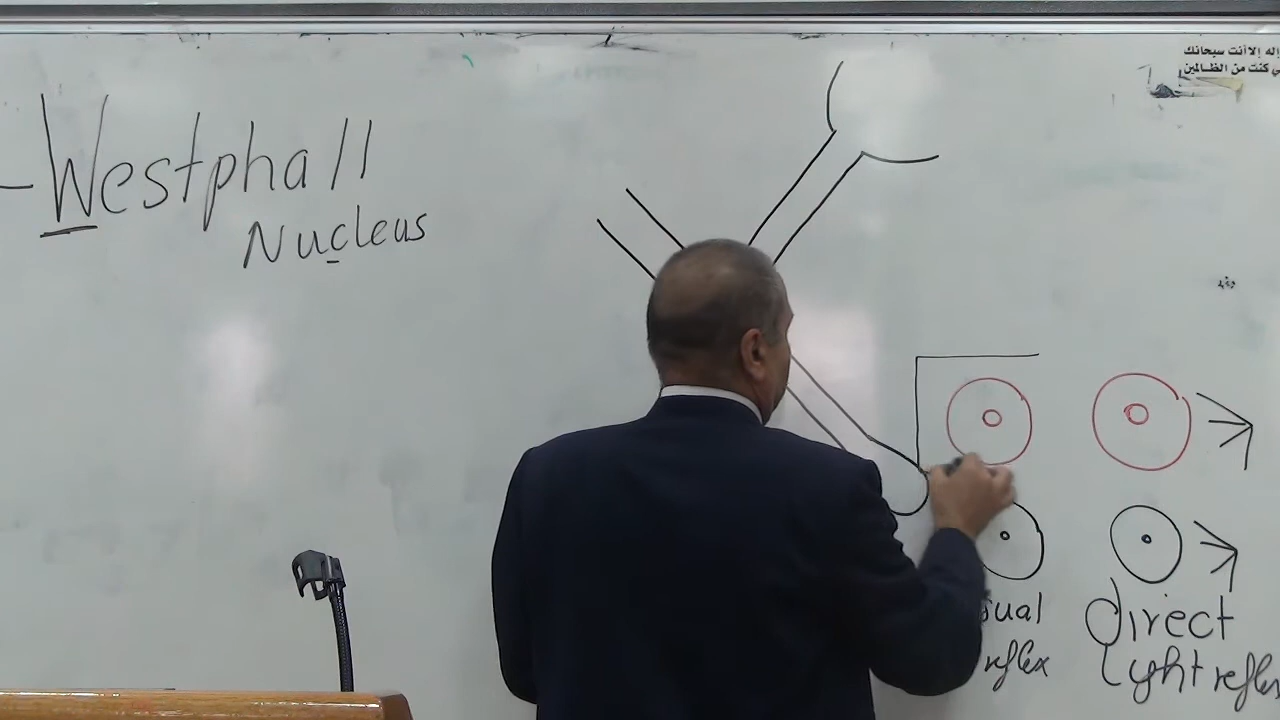 -Westphall
Nucleus
إله إلا أنت سبحانك
كنت من الظالمين
direct
light reflex
reflex